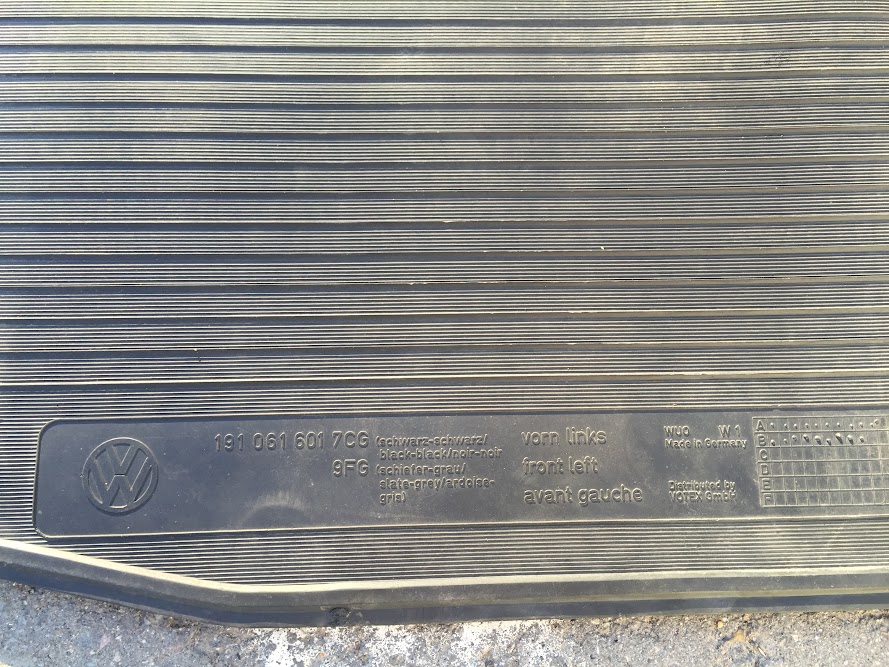 191 061 601 7CG (schwarz-schwarz/
black-black/noir-noir
9FG (schiefer-grau/
slate-grey/ardoise-
gris)
vorn links
front left
avant gauche
WUO W 1
Made in Germany
Distributed by
VOTEX GmbH
A
B
C
D
E
F